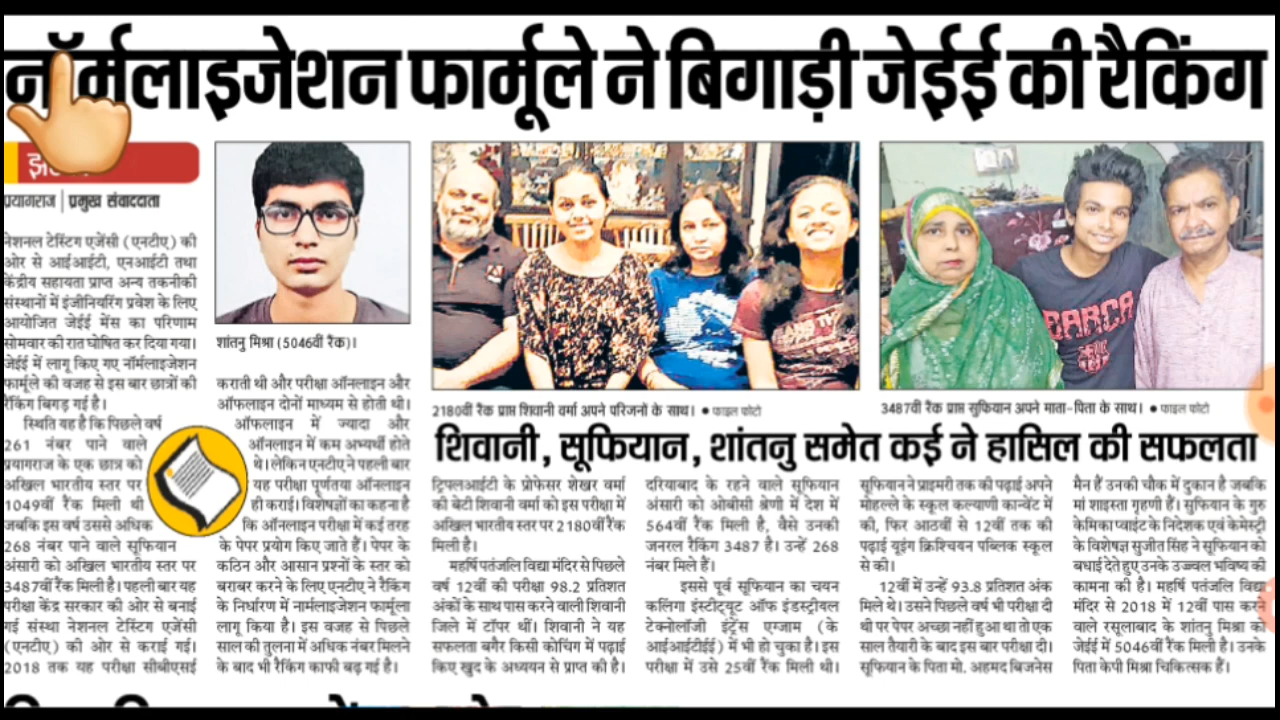 नॉर्मलाइजेशन फार्मूले ने बिगाड़ी जेईई की रैंकिंग
प्रयागराज | प्रमुख संवाददाता
नेशनल टेस्टिंग एजेंसी (एनटीए) की
ओर से आईआईटी, एनआईटी तथा
केंद्रीय सहायता प्राप्त अन्य तकनीकी
संस्थानों में इंजीनियरिंग प्रवेश के लिए
आयोजित जेईई मेंस का परिणाम
सोमवार की रात घोषित कर दिया गया।
जेईई में लागू किए गए नॉर्मलाइजेशन
फार्मूले की वजह से इस बार छात्रों की
रैंकिंग बिगड़ गई है।
स्थिति यह है कि पिछले वर्ष
261 नंबर पाने वाले
प्रयागराज के एक छात्र को
अखिल भारतीय स्तर पर
1049वीं रैंक मिली थी
जबकि इस वर्ष उससे अधिक
268 नंबर पाने वाले सूफियान
अंसारी को अखिल भारतीय स्तर पर
3487वीं रैंक मिली है। पहली बार यह
परीक्षा केंद्र सरकार की ओर से बनाई
गई संस्था नेशनल टेस्टिंग एजेंसी
(एनटीए) की ओर से कराई गई।
2018 तक यह परीक्षा सीबीएसई
शांतनु मिश्रा (5046वीं रैंक)।
कराती थी और परीक्षा ऑनलाइन और
ऑफलाइन दोनों माध्यम से होती थी।
ऑफलाइन में ज्यादा और
ऑनलाइन में कम अभ्यर्थी होते
थे। लेकिन एनटीए ने पहली बार
यह परीक्षा पूर्णतया ऑनलाइन
ही कराई। विशेषज्ञों का कहना है
कि ऑनलाइन परीक्षा में कई तरह
के पेपर प्रयोग किए जाते हैं। पेपर के
कठिन और आसान प्रश्नों के स्तर को
बराबर करने के लिए एनटीए ने रैंकिंग
के निर्धारण में नार्मलाइजेशन फार्मूला
लागू किया है। इस वजह से पिछले
साल की तुलना में अधिक नंबर मिलने
के बाद भी रैंकिंग काफी बढ़ गई है।
2180वीं रैंक प्राप्त शिवानी वर्मा अपने परिजनों के साथ। ● फाइल फोटो
3487वीं रैंक प्राप्त सुफियान अपने माता-पिता के साथ। ● फाइल फोटो
BARCA
शिवानी, सूफियान, शांतनु समेत कई ने हासिल की सफलता
ट्रिपलआईटी के प्रोफेसर शेखर वर्मा
की बेटी शिवानी वर्मा को इस परीक्षा में
अखिल भारतीय स्तर पर 2180वीं रैंक
मिली है।
महर्षि पतंजलि विद्या मंदिर से पिछले
वर्ष 12वीं की परीक्षा 98.2 प्रतिशत
अंकों के साथ पास करने वाली शिवानी
जिले में टॉपर थीं। शिवानी ने यह
सफलता बगैर किसी कोचिंग में पढ़ाई
किए खुद के अध्ययन से प्राप्त की है।
दरियाबाद के रहने वाले सूफियान
अंसारी को ओबीसी श्रेणी में देश में
564वीं रैंक मिली है, वैसे उनकी
जनरल रैंकिंग 3487 है। उन्हें 268
नंबर मिले हैं।
इससे पूर्व सूफियान का चयन
कलिंगा इंस्टीट्यूट ऑफ इंडस्ट्रीयल
टेक्नोलॉजी इंट्रेंस एग्जाम (के
आईआईटीईई) में भी हो चुका है। इस
परीक्षा में उसे 25वीं रैंक मिली थी।
सूफियान ने प्राइमरी तक की पढ़ाई अपने
मोहल्ले के स्कूल कल्याणी कान्वेंट में
की, फिर आठवीं से 12वीं तक की
पढ़ाई यूइंग क्रिश्चियन पब्लिक स्कूल
से की।
12वीं में उन्हें 93.8 प्रतिशत अंक
मिले थे। उसने पिछले वर्ष भी परीक्षा दी
थी पर पेपर अच्छा नहीं हुआ था तो एक
साल तैयारी के बाद इस बार परीक्षा दी।
सूफियान के पिता मो. अहमद बिजनेस
मैन हैं उनकी चौक में दुकान है जबकि
मां शाइस्ता गृहणी हैं। सुफियान के गुरु
केमिका प्वाईंट के निदेशक एवं केमेस्ट्री
के विशेषज्ञ सुजीत सिंह ने सूफियान को
बधाई देते हुए उनके उज्ज्वल भविष्य की
कामना की है। महर्षि पतंजलि विद्या
मंदिर से 2018 में 12वीं पास करने
वाले रसूलाबाद के शांतनु मिश्रा को
जेईई में 5046वीं रैंक मिली है। उनके
पिता केपी मिश्रा चिकित्सक हैं।